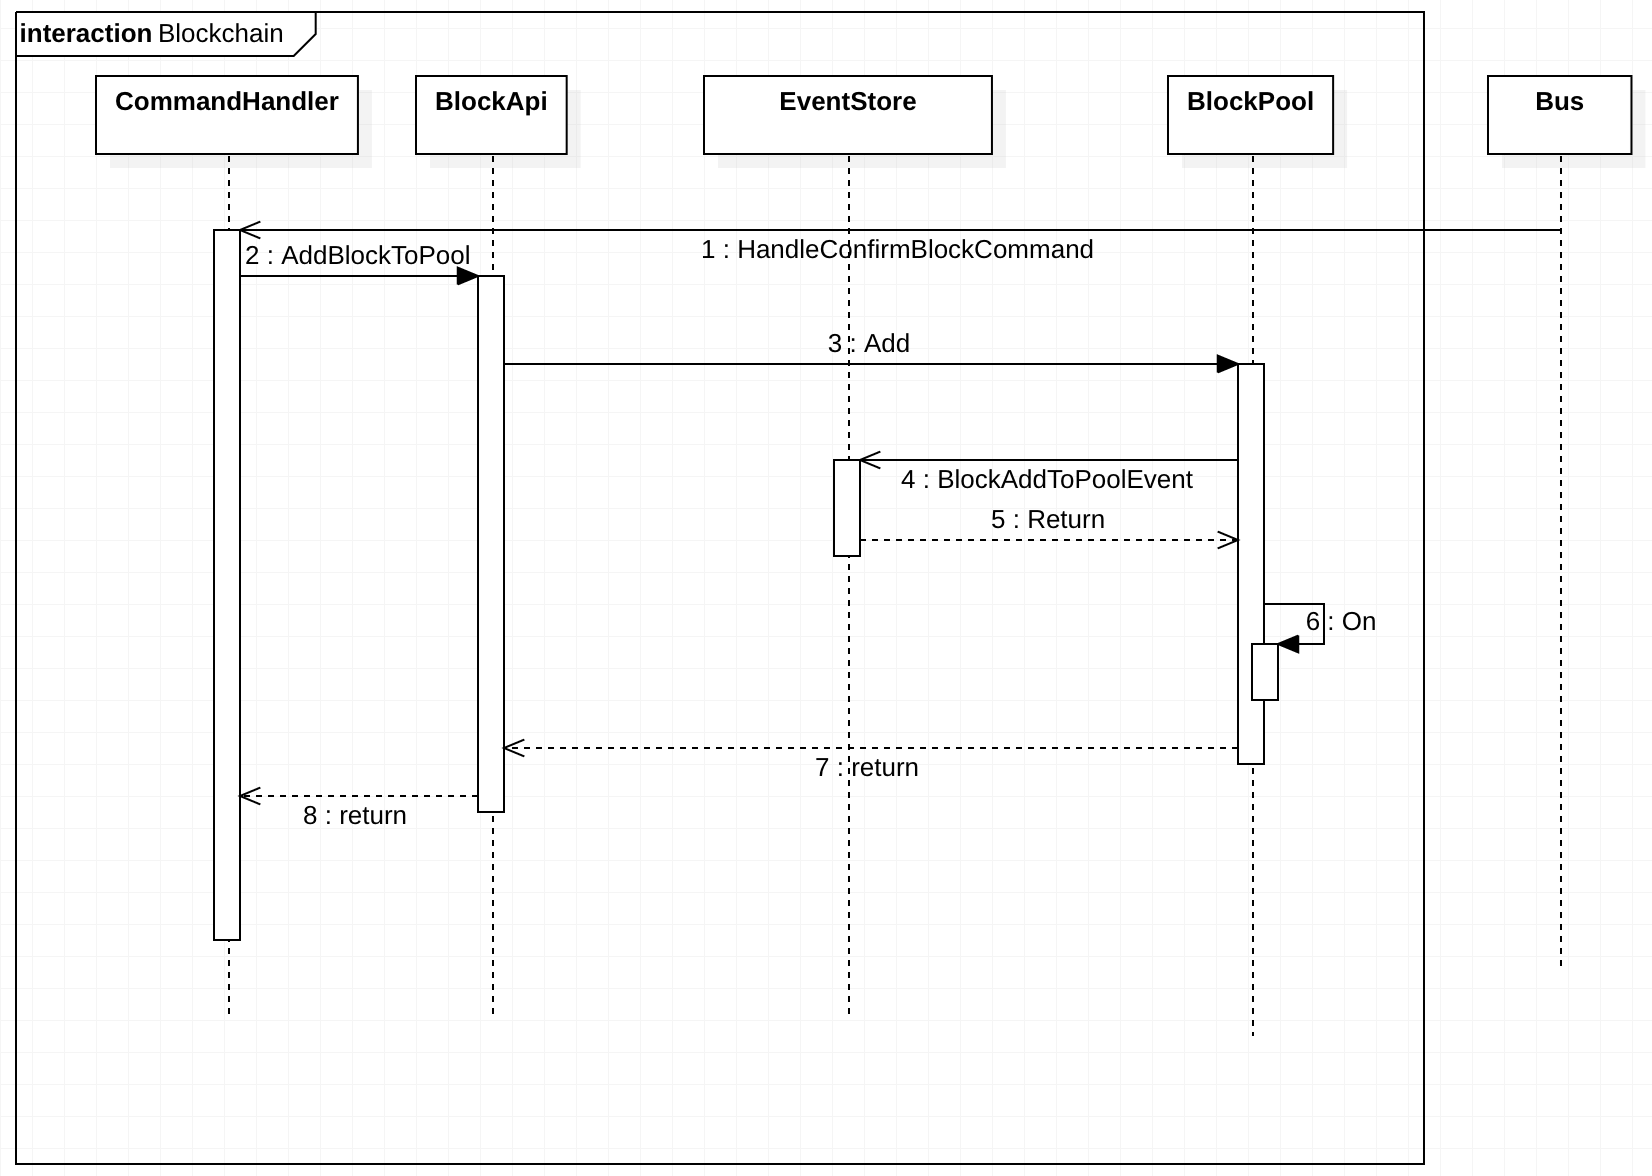 interaction Blockchain
CommandHandler
BlockApi
EventStore
BlockPool
Bus
1 : HandleConfirmBlockCommand
2 : AddBlockToPool
3 : Add
4 : BlockAddToPoolEvent
5 : Return
6 : On
7 : return
8 : return